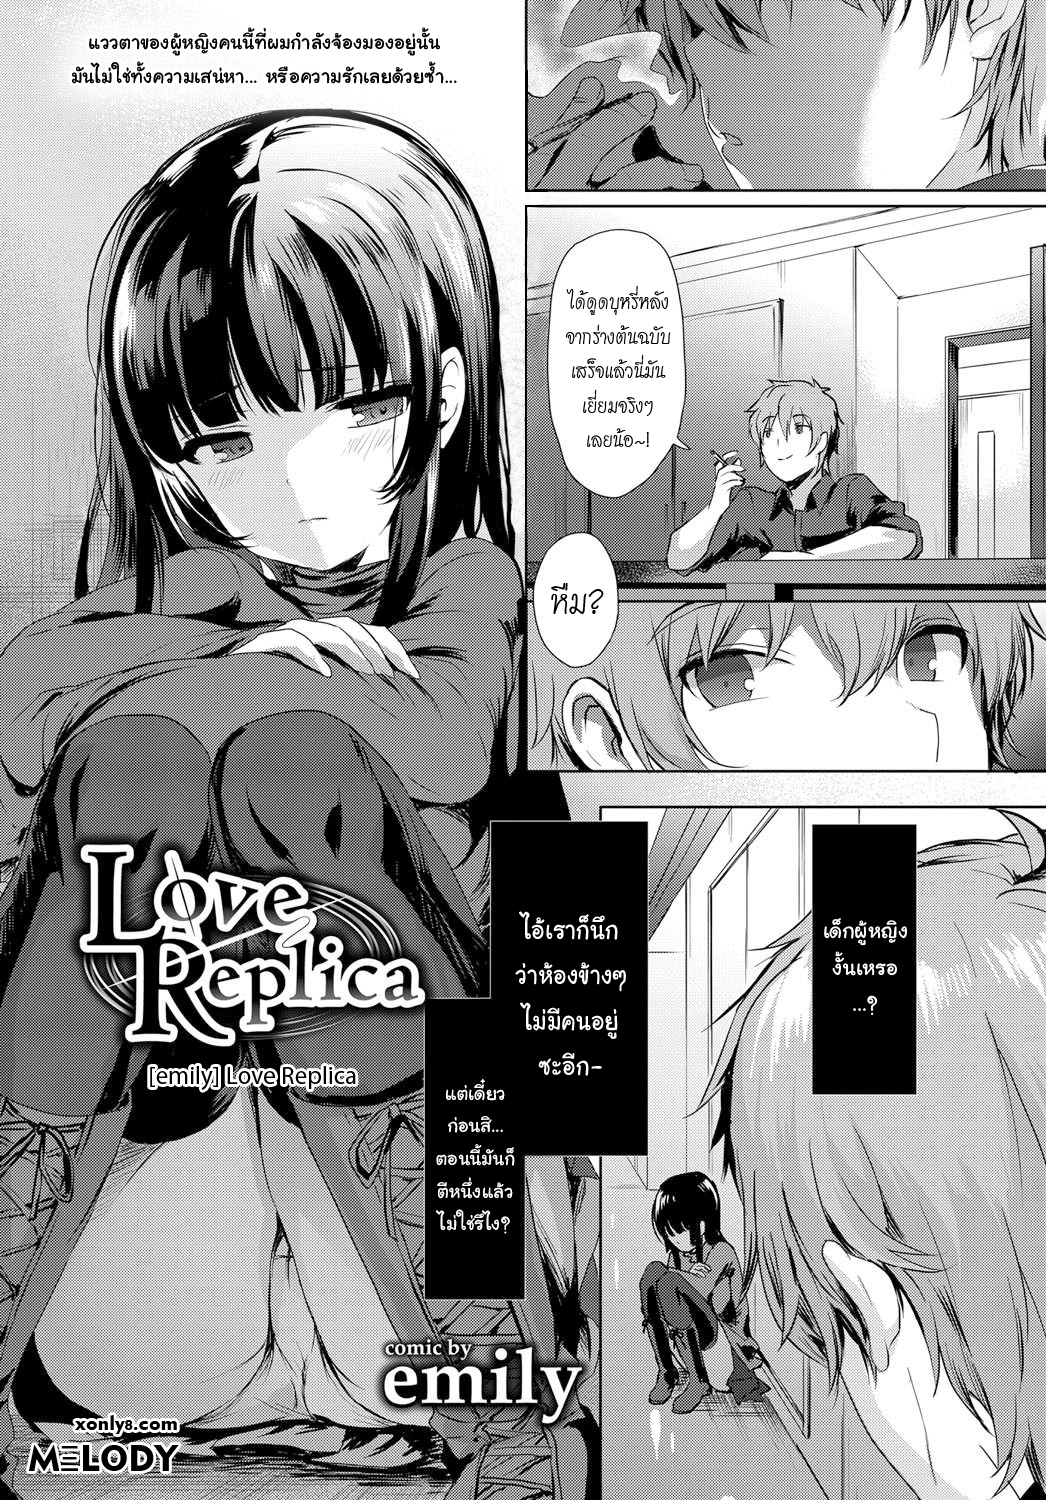 แววตาของผู้หญิงคนนี้ที่ผมกำลังจ้องมองอยู่นั้น
มันไม่ใช่ทั้งความเสน่หา... หรือความรักเลยด้วยซ้ำ...
ได้ดูดบุหรี่หลัง
จากร่างต้นฉบับ
เสร็จแล้วนี่มัน
เยี่ยมจริงๆ
เลยน้อ~!
หืม?
เด็กผู้หญิง
งั้นเหรอ
...?
ไอ้เราก็นึก
ว่าห้องข้างๆ
ไม่มีคนอยู่
ซะอีก-
แต่เดี๋ยว
ก่อนสิ...
ตอนนี้มันก็
ตีหนึ่งแล้ว
ไม่ใช่รึไง?
Love
Replica
[emily] Love Replica
comic by
emily
xonly8.com
MELODY